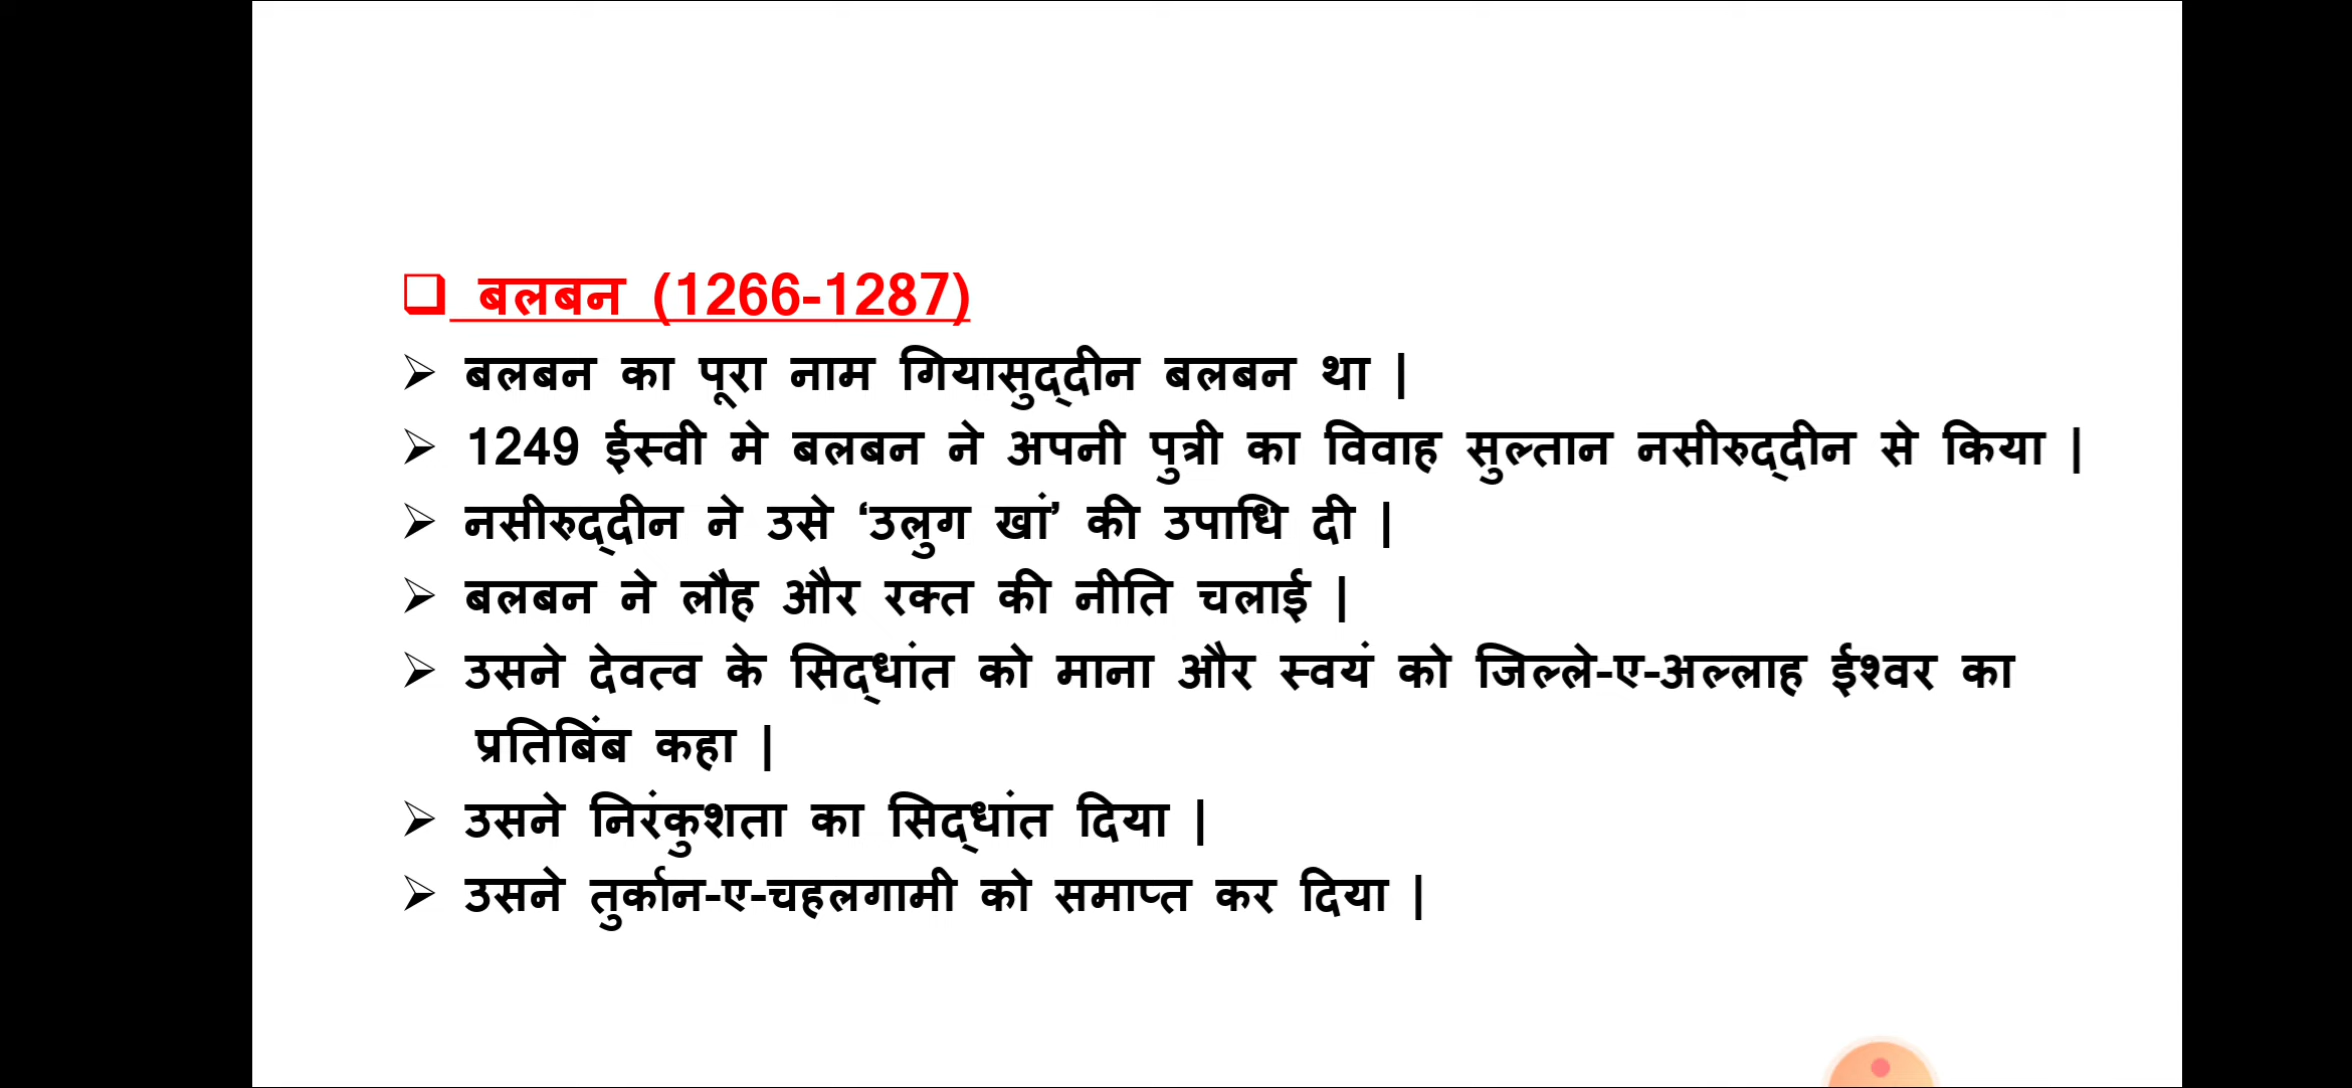 बलबन (1266-1287)
बलबन का पूरा नाम गियासुद्दीन बलबन था |
1249 ईस्वी मे बलबन ने अपनी पुत्री का विवाह सुल्तान नसीरुद्दीन से किया |
नसीरुद्दीन ने उसे ‘उलुग खां’ की उपाधि दी |
बलबन ने लौह और रक्त की नीति चलाई |
उसने देवत्व के सिद्धांत को माना और स्वयं को जिल्ले-ए-अल्लाह ईश्वर का
प्रतिबिंब कहा |
उसने निरंकुशता का सिद्धांत दिया |
उसने तुर्कान-ए-चहलगामी को समाप्त कर दिया |